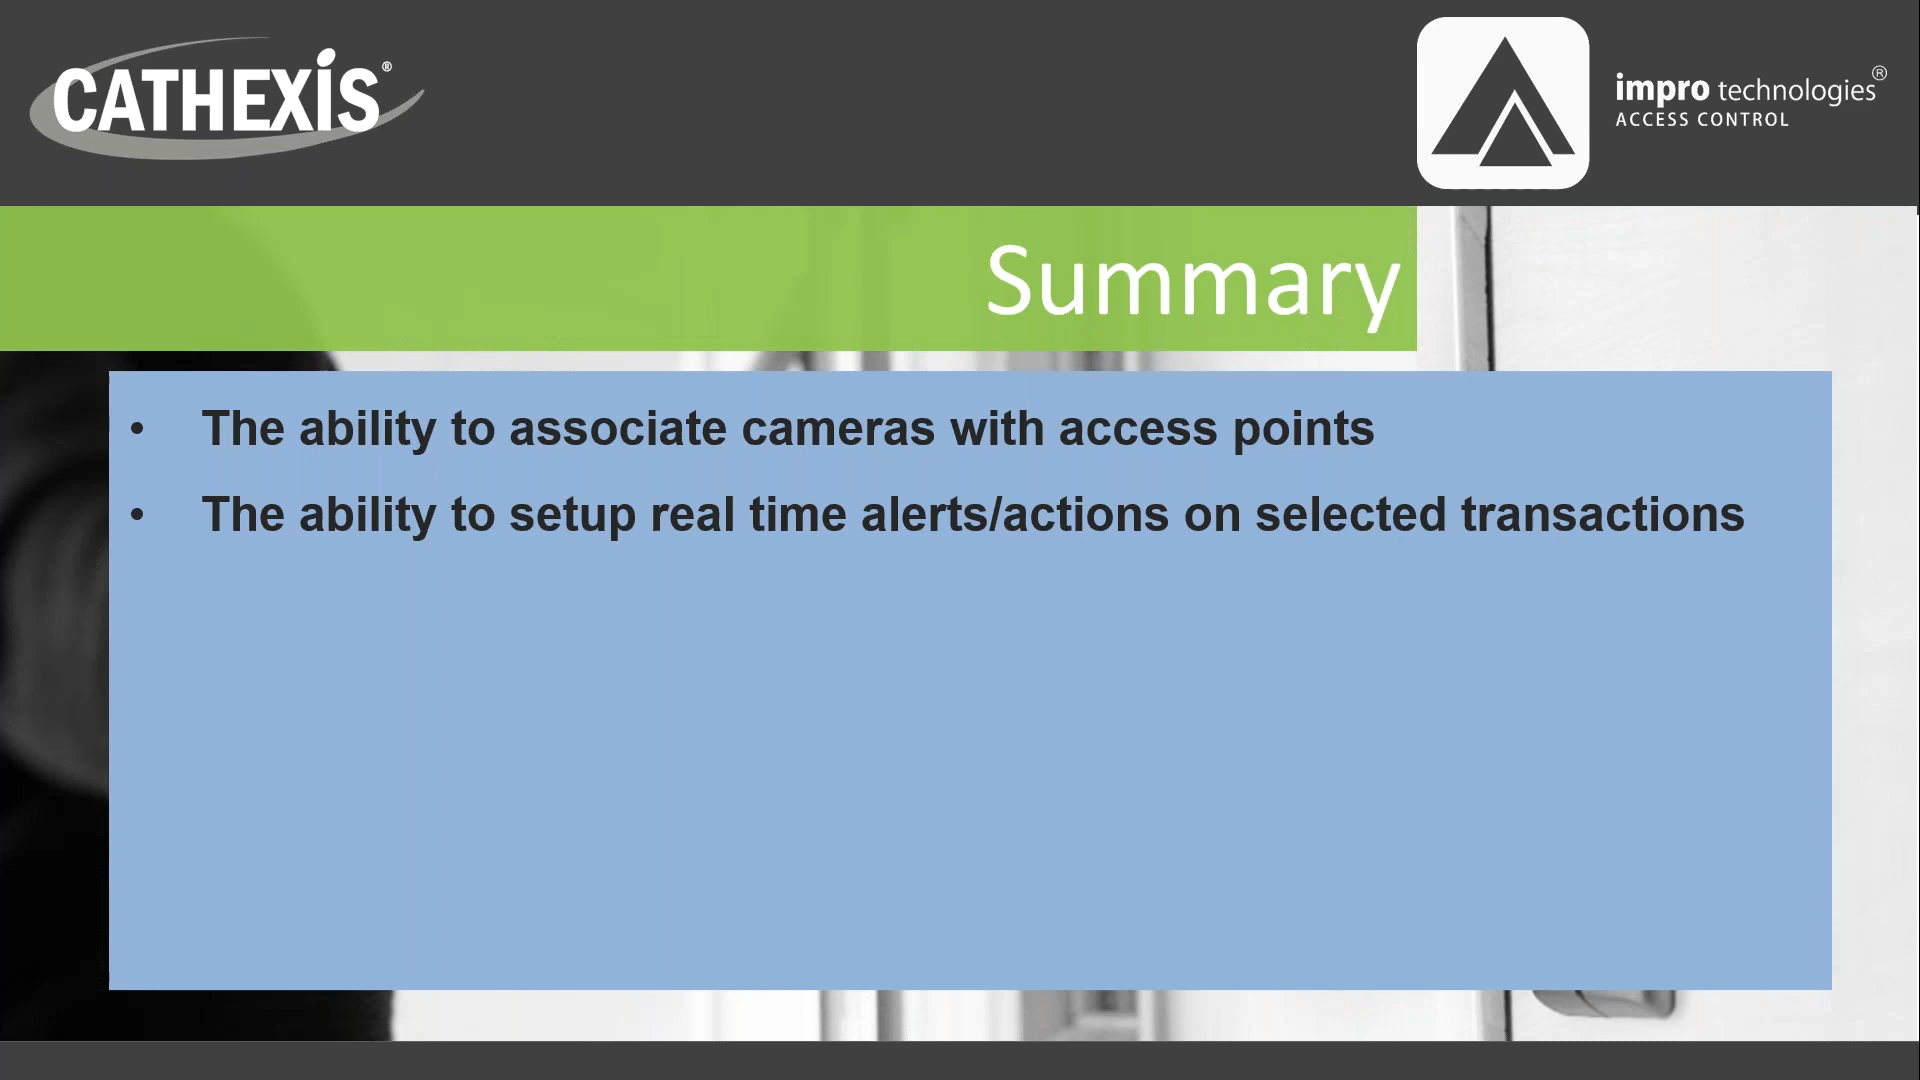 CATHEXIS®
impro technologies®
ACCESS CONTROL
Summary
• The ability to associate cameras with access points
• The ability to setup real time alerts/actions on selected transactions